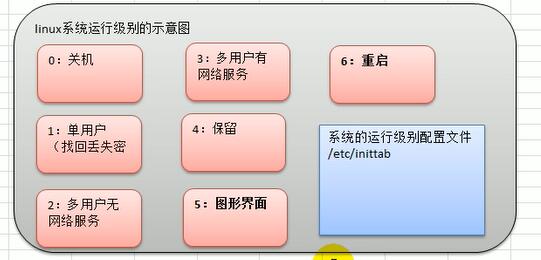 linux系统运行级别的示意图
0：关机
3：多用户有
网络服务
6：重启
1：单用户
（找回丢失密
4：保留
系统的运行级别配置文件
/etc/inittab
2：多用户无
网络服务
5：图形界面